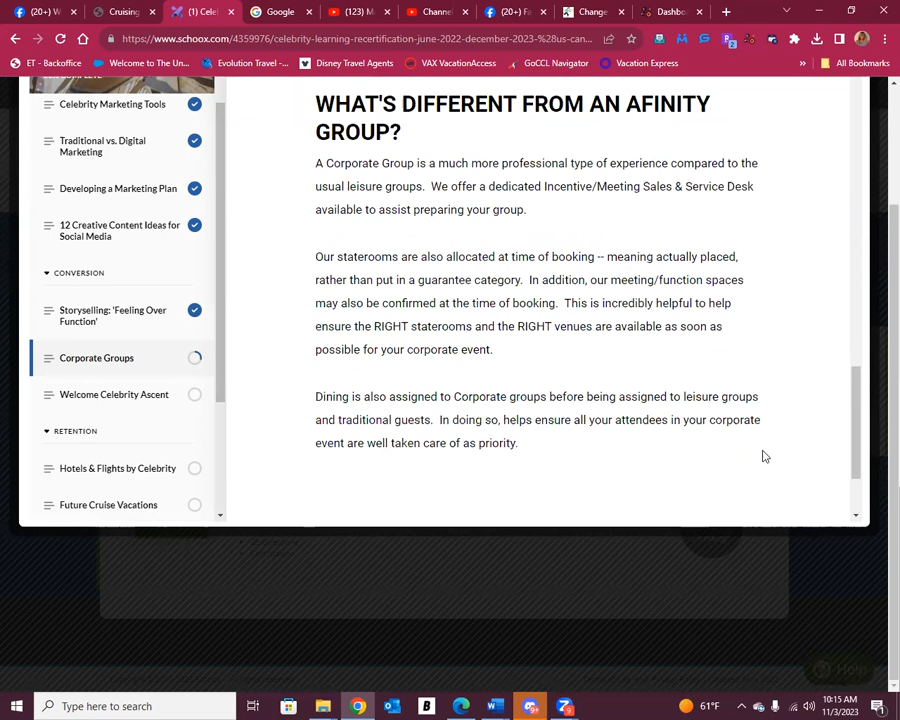 (20+) W
Cruising
(1) Cele
Google
(123) M
Channe
(20+) Fa
Change
Dashbo
https://www.schoox.com/4359976/celebrity-learning-recertification-june-2022-december-2023-%28us-can...
ET - Backoffice
Welcome to The Un...
Evolution Travel -...
Disney Travel Agents
VAX VacationAccess
GoCCL Navigator
Vacation Express
»
All Bookmarks
Celebrity Marketing Tools
Traditional vs. Digital
Marketing
Developing a Marketing Plan
12 Creative Content Ideas for
Social Media
CONVERSION
Storyselling: 'Feeling Over
Function'
Corporate Groups
Welcome Celebrity Ascent
RETENTION
Hotels & Flights by Celebrity
Future Cruise Vacations
WHAT'S DIFFERENT FROM AN AFINITY
GROUP?
A Corporate Group is a much more professional type of experience compared to the
usual leisure groups. We offer a dedicated Incentive/Meeting Sales & Service Desk
available to assist preparing your group.
Our staterooms are also allocated at time of booking -- meaning actually placed,
rather than put in a guarantee category. In addition, our meeting/function spaces
may also be confirmed at the time of booking. This is incredibly helpful to help
ensure the RIGHT staterooms and the RIGHT venues are available as soon as
possible for your corporate event.
Dining is also assigned to Corporate groups before being assigned to leisure groups
and traditional guests. In doing so, helps ensure all your attendees in your corporate
event are well taken care of as priority.
Help
Type here to search
61°F
10:15 AM
11/3/2023